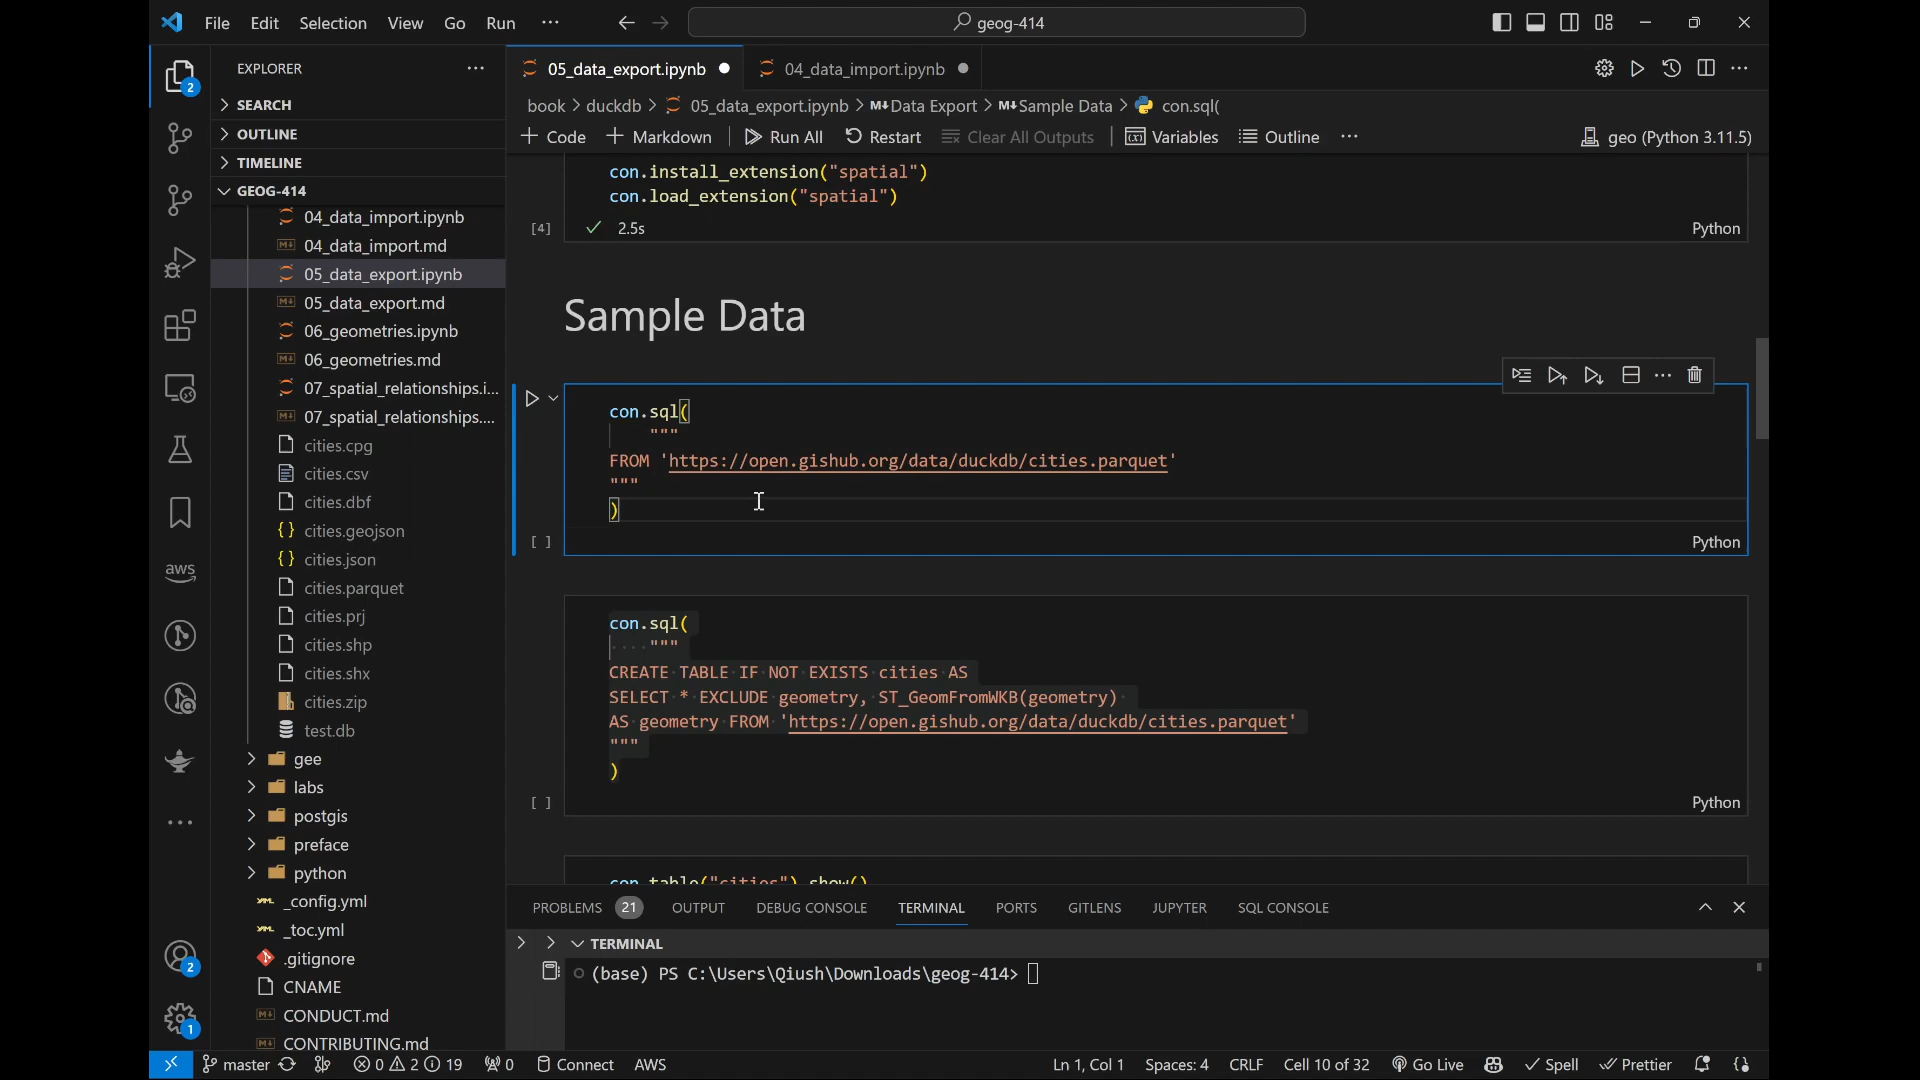 File Edit Selection View Go Run ...
geog-414
EXPLORER
SEARCH
OUTLINE
TIMELINE
GEOG-414
04_data_import.ipynb
04_data_import.md
05_data_export.ipynb
05_data_export.md
06_geometries.ipynb
06_geometries.md
07_spatial_relationships.i...
07_spatial_relationships....
cities.cpg
cities.csv
cities.dbf
cities.geojson
cities.json
cities.parquet
cities.prj
cities.shp
cities.shx
cities.zip
test.db
gee
labs
postgis
preface
python
_config.yml
_toc.yml
.gitignore
CNAME
CONDUCT.md
CONTRIBUTING.md
2
aws
2
1
05_data_export.ipynb 04_data_import.ipynb
book > duckdb > 05_data_export.ipynb > Data Export > Sample Data > con.sql(
Code Markdown Run All Restart Clear All Outputs Variables Outline ... geo (Python 3.11.5)
con.install_extension("spatial")
con.load_extension("spatial")
[4] 2.5s Python
Sample Data
con.sql(
"""
FROM 'https://open.gishub.org/data/duckdb/cities.parquet'
"""
)
[ ] Python
con.sql(
"""
CREATE TABLE IF NOT EXISTS cities AS
SELECT * EXCLUDE geometry, ST_GeomFromWKB(geometry)
AS geometry FROM 'https://open.gishub.org/data/duckdb/cities.parquet'
"""
)
[ ] Python
con.table("cities").show()
PROBLEMS 21 OUTPUT DEBUG CONSOLE TERMINAL PORTS GITLENS JUPYTER SQL CONSOLE
TERMINAL
(base) PS C:\Users\Qiush\Downloads\geog-414>
master 0 2 19 0 Connect AWS Ln 1, Col 1 Spaces: 4 CRLF Cell 10 of 32 Go Live Spell Prettier